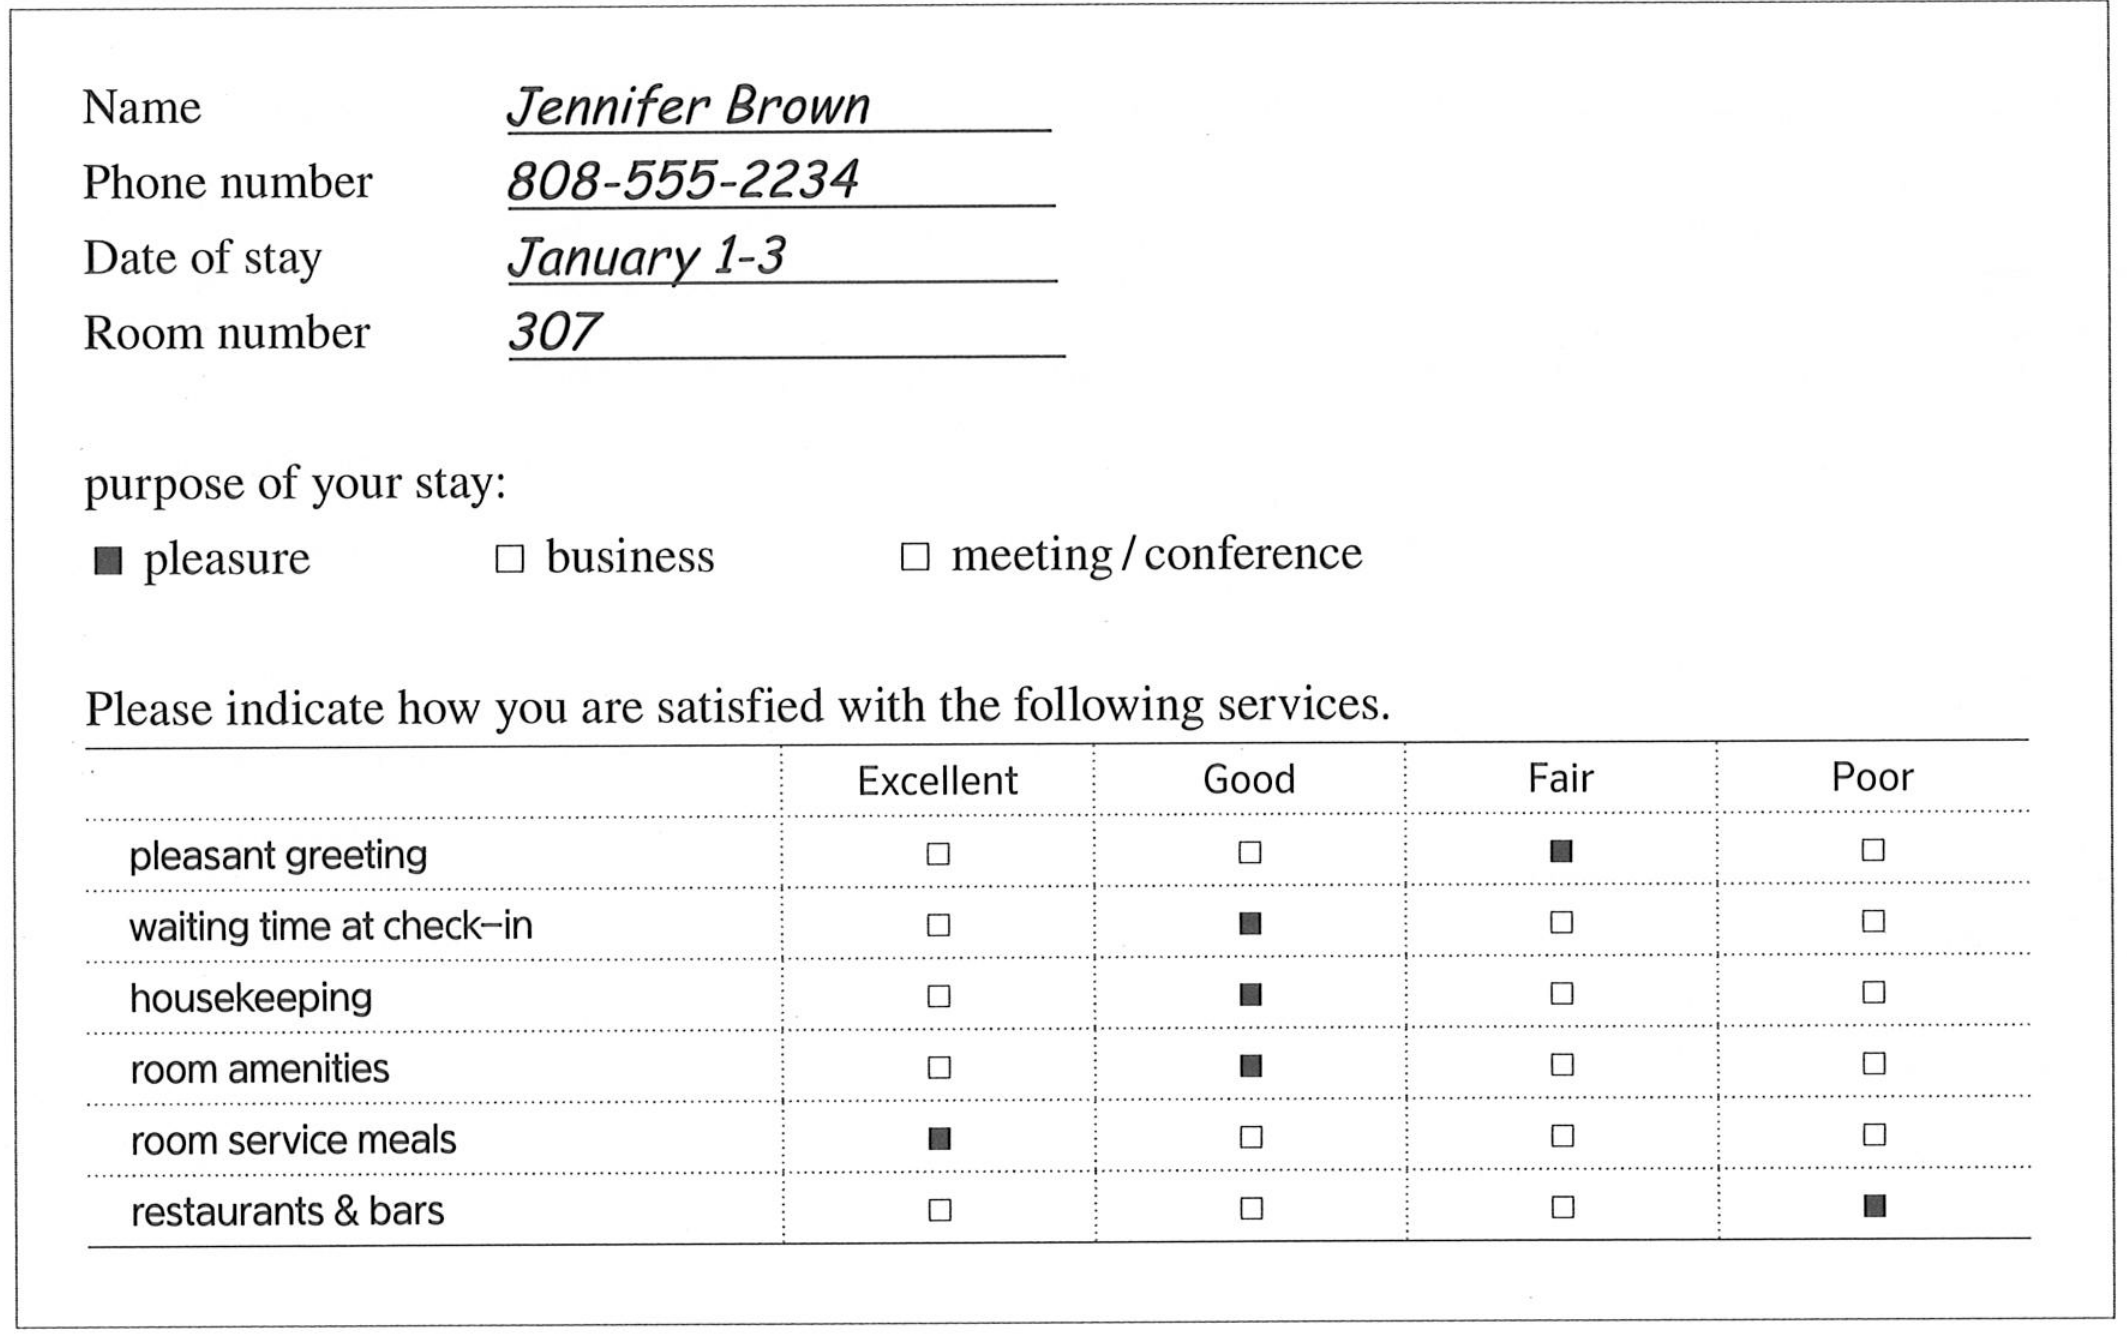 Name Jennifer Brown
Phone number 808-555-2234
Date of stay January 1-3
Room number 307
purpose of your stay:
■ pleasure □ business □ meeting / conference
Please indicate how you are satisfied with the following services.
Excellent Good Fair Poor
pleasant greeting □ □ ■ □
waiting time at check–in □ ■ □ □
housekeeping □ ■ □ □
room amenities □ ■ □ □
room service meals ■ □ □ □
restaurants & bars □ □ □ ■